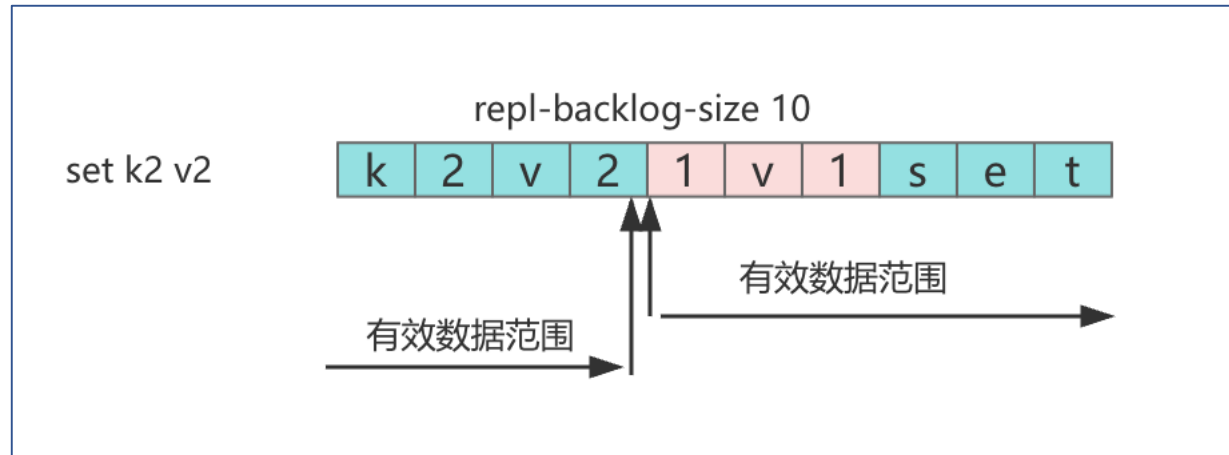 repl-backlog-size 10
set k2 v2
k 2 v 2 1 v 1 s e t
有效数据范围
有效数据范围